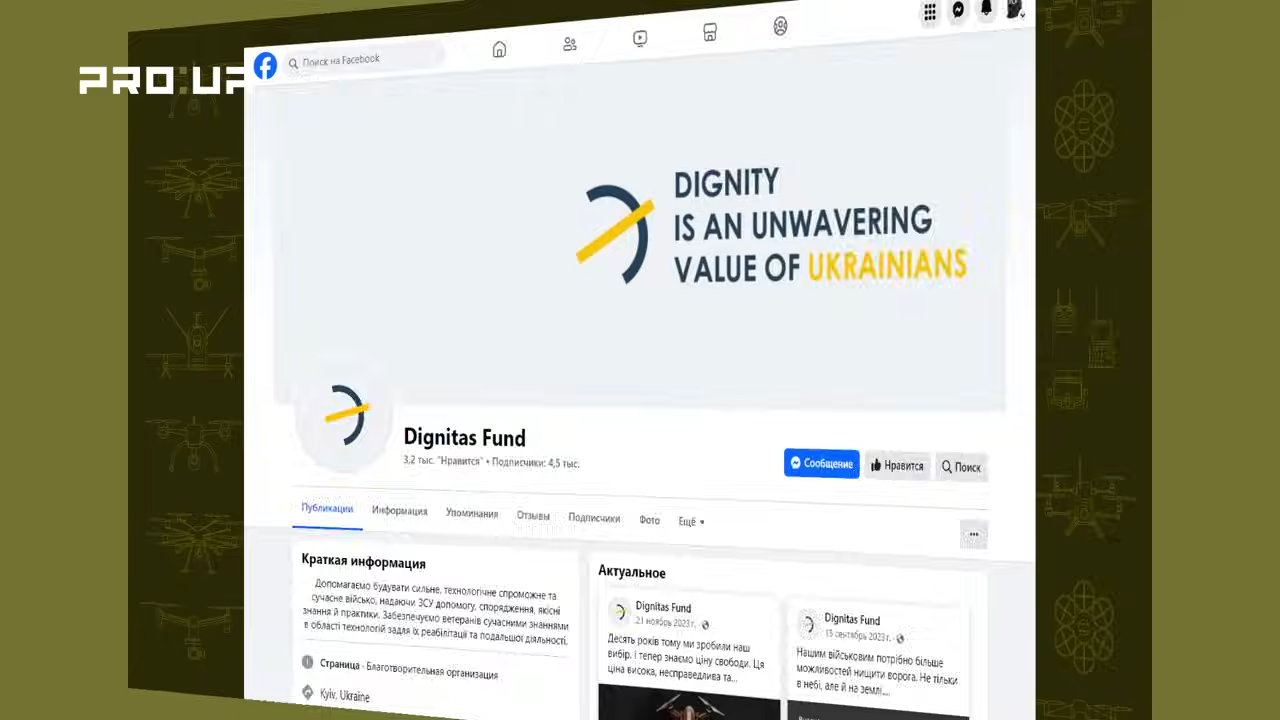 PRO:UP
Поиск на Facebook
DIGNITY
IS AN UNWAVERING
VALUE OF UKRAINIANS
Dignitas Fund
3,2 тыс. "Нравится" • Подписчики: 4,5 тыс.
Сообщение
Нравится
Поиск
Публикации Информация Упоминания Отзывы Подписчики Фото Ещё
Краткая информация
Допомагаємо будувати сильне, технологічне спроможне та
сучасне військо, надаючи ЗСУ допомогу, спорядження, якісні
знання й практики. Забезпечуємо ветеранів сучасними знаннями
в області технологій задля їх реабілітації та подальшої діяльності.
Страница · Благотворительная организация
Kyiv, Ukraine
Актуальное
Dignitas Fund
21 ноябрь 2023 г. ·
Десять років тому ми зробили наш
вибір. І тепер знаємо ціну свободи. Ця
ціна висока, несправедлива та...
Dignitas Fund
13 сентябрь 2023 г. ·
Нашим військовим потрібно більше
можливостей нищити ворога. Не тільки
в небі, але й на землі....